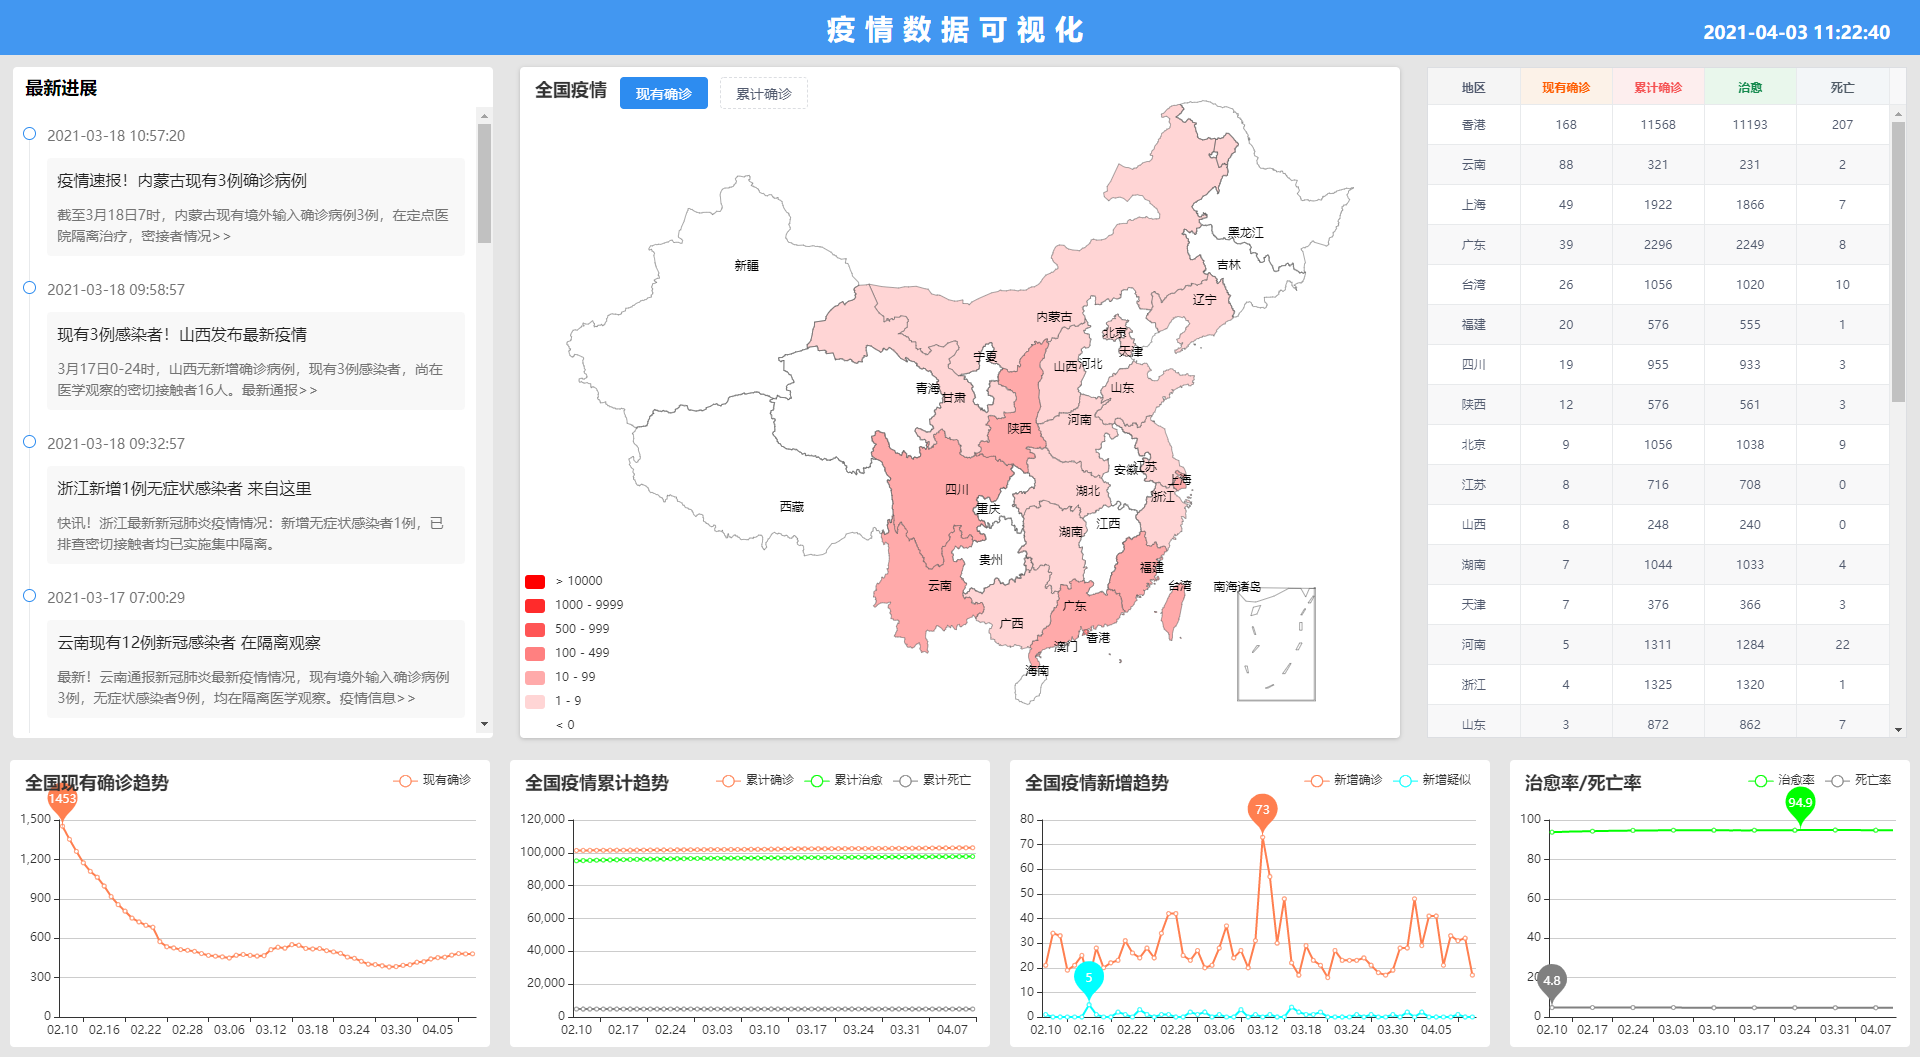 疫情数据可视化
2021-04-03 11:22:40
最新进展
2021-03-18 10:57:20
疫情速报！内蒙古现有3例确诊病例
截至3月18日7时，内蒙古现有境外输入确诊病例3例，在定点医
院隔离治疗，密接者情况>>
2021-03-18 09:58:57
现有3例感染者！山西发布最新疫情
3月17日0-24时，山西无新增确诊病例，现有3例感染者，尚在
医学观察的密切接触者16人。最新通报>>
2021-03-18 09:32:57
浙江新增1例无症状感染者 来自这里
快讯！浙江最新新冠肺炎疫情情况：新增无症状感染者1例，已
排查密切接触者均已实施集中隔离。
2021-03-17 07:00:29
云南现有12例新冠感染者 在隔离观察
最新！云南通报新冠肺炎最新疫情情况，现有境外输入确诊病例
3例，无症状感染者9例，均在隔离医学观察。疫情信息>>
全国疫情 现有确诊 累计确诊
黑龙江
新疆
吉林
辽宁
内蒙古
北京
天津
宁夏
山西
河北
青海
甘肃
山东
河南
陕西
安徽
江苏
上海
四川
湖北
浙江
西藏
重庆
江西
湖南
贵州
福建
云南
台湾
南海诸岛
广东
广西
香港
澳门
海南
> 10000
1000 - 9999
500 - 999
100 - 499
10 - 99
1 - 9
< 0
地区 现有确诊 累计确诊 治愈 死亡
香港 168 11568 11193 207
云南 88 321 231 2
上海 49 1922 1866 7
广东 39 2296 2249 8
台湾 26 1056 1020 10
福建 20 576 555 1
四川 19 955 933 3
陕西 12 576 561 3
北京 9 1056 1038 9
江苏 8 716 708 0
山西 8 248 240 0
湖南 7 1044 1033 4
天津 7 376 366 3
河南 5 1311 1284 22
浙江 4 1325 1320 1
山东 3 872 862 7
全国现有确诊趋势
现有确诊
1453
1,500
1,200
900
600
300
0
02.10 02.16 02.22 02.28 03.06 03.12 03.18 03.24 03.30 04.05
全国疫情累计趋势
累计确诊 累计治愈 累计死亡
120,000
100,000
80,000
60,000
40,000
20,000
0
02.10 02.17 02.24 03.03 03.10 03.17 03.24 03.31 04.07
全国疫情新增趋势
新增确诊 新增疑似
73
5
80
70
60
50
40
30
20
10
0
02.10 02.16 02.22 02.28 03.06 03.12 03.18 03.24 03.30 04.05
治愈率/死亡率
治愈率 死亡率
94.9
4.8
100
80
60
40
20
0
02.10 02.17 02.24 03.03 03.10 03.17 03.24 03.31 04.07